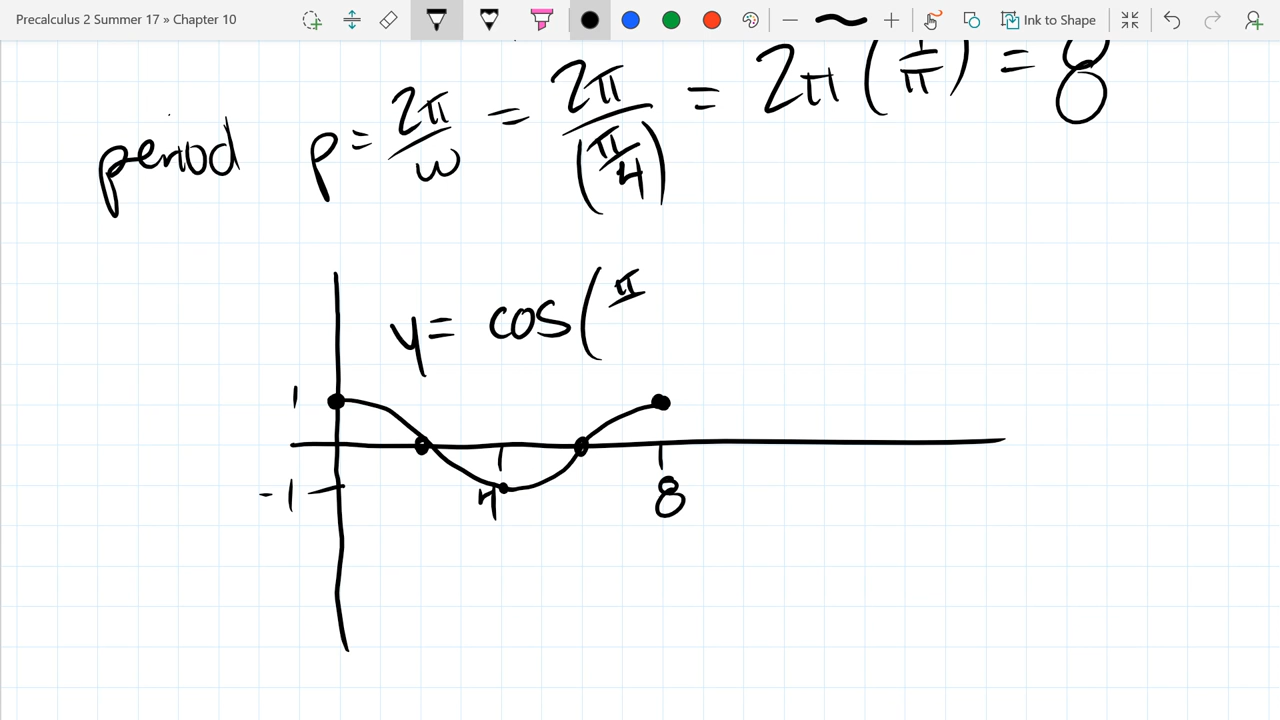 Precalculus 2 Summer 17 » Chapter 10
Ink to Shape
period p = 2π/w = 2π/(π/4) = 2π( /π) = 8
y = cos(π
1
-1
4
8